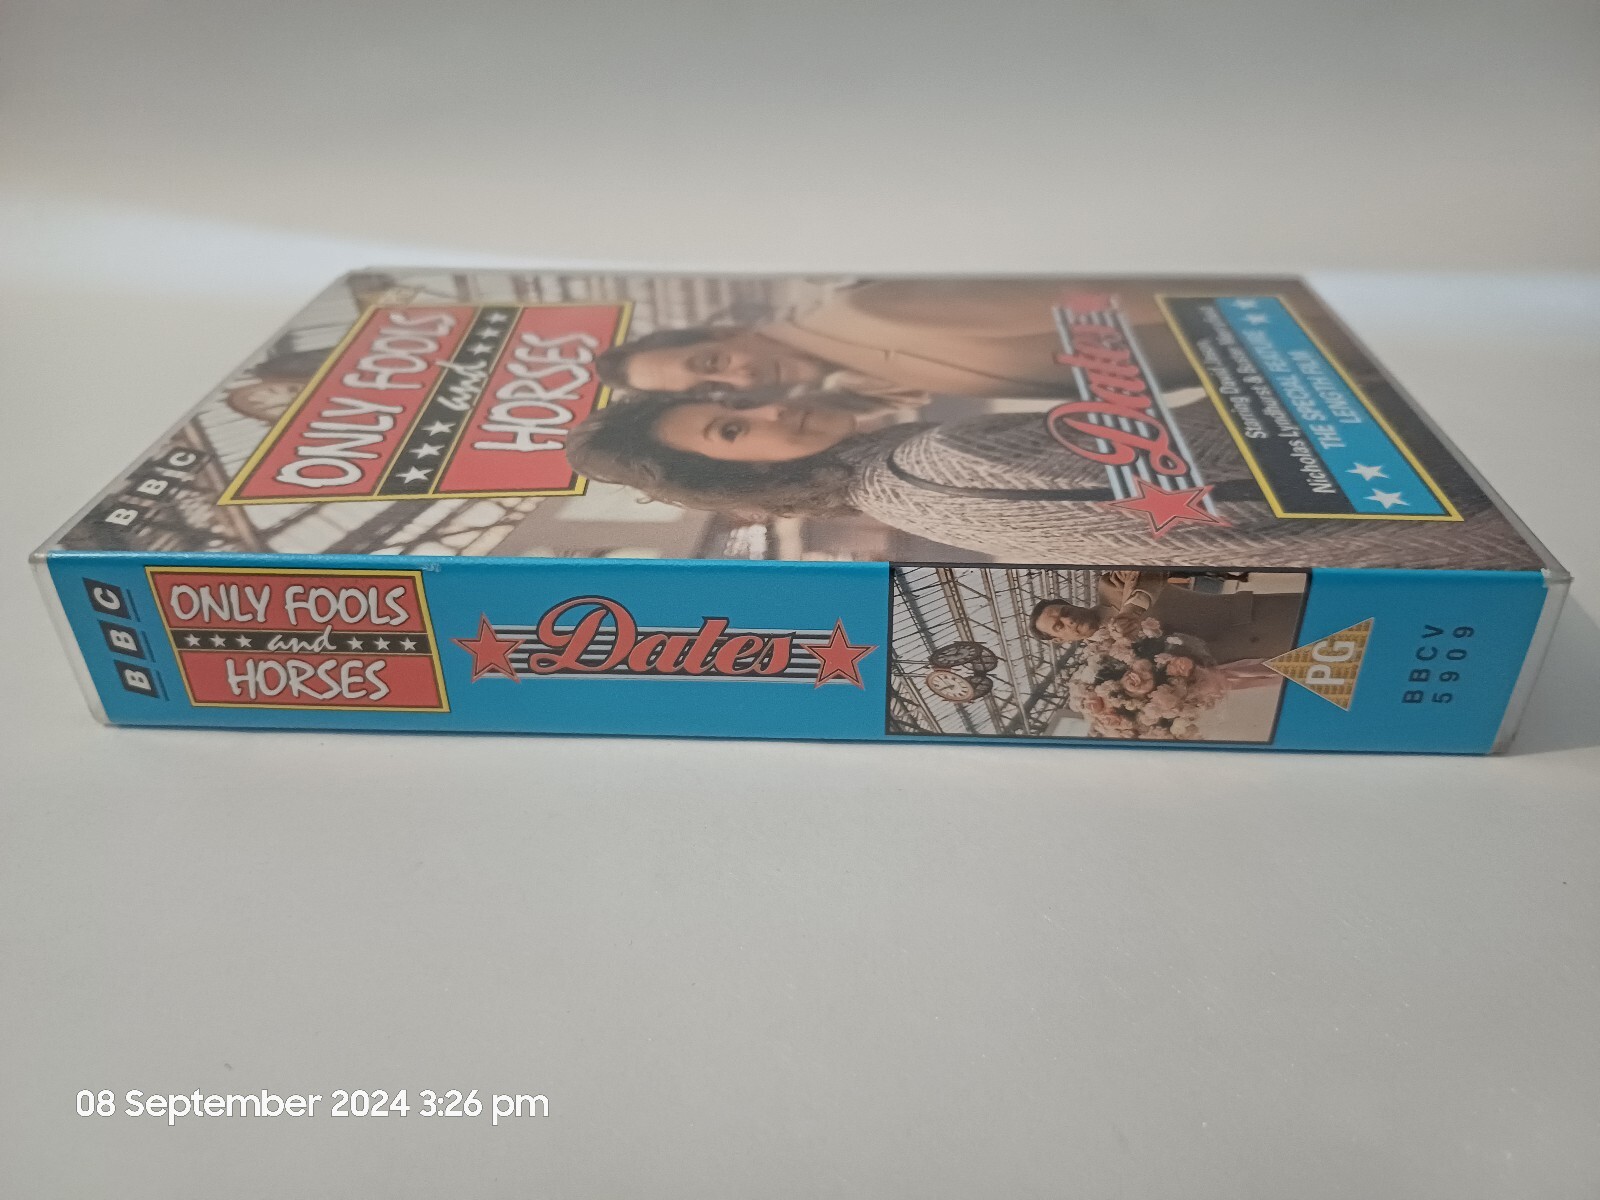 BBC
ONLY FOOLS
and
HORSES
Dates
Starring David Jason,
Nicholas Lyndhurst & Buster Merryfield
THE SPECIAL FEATURE
LENGTH FILM
BBC
ONLY FOOLS
and
HORSES
Dates
PG
BBCV
5909
08 September 2024 3:26 pm